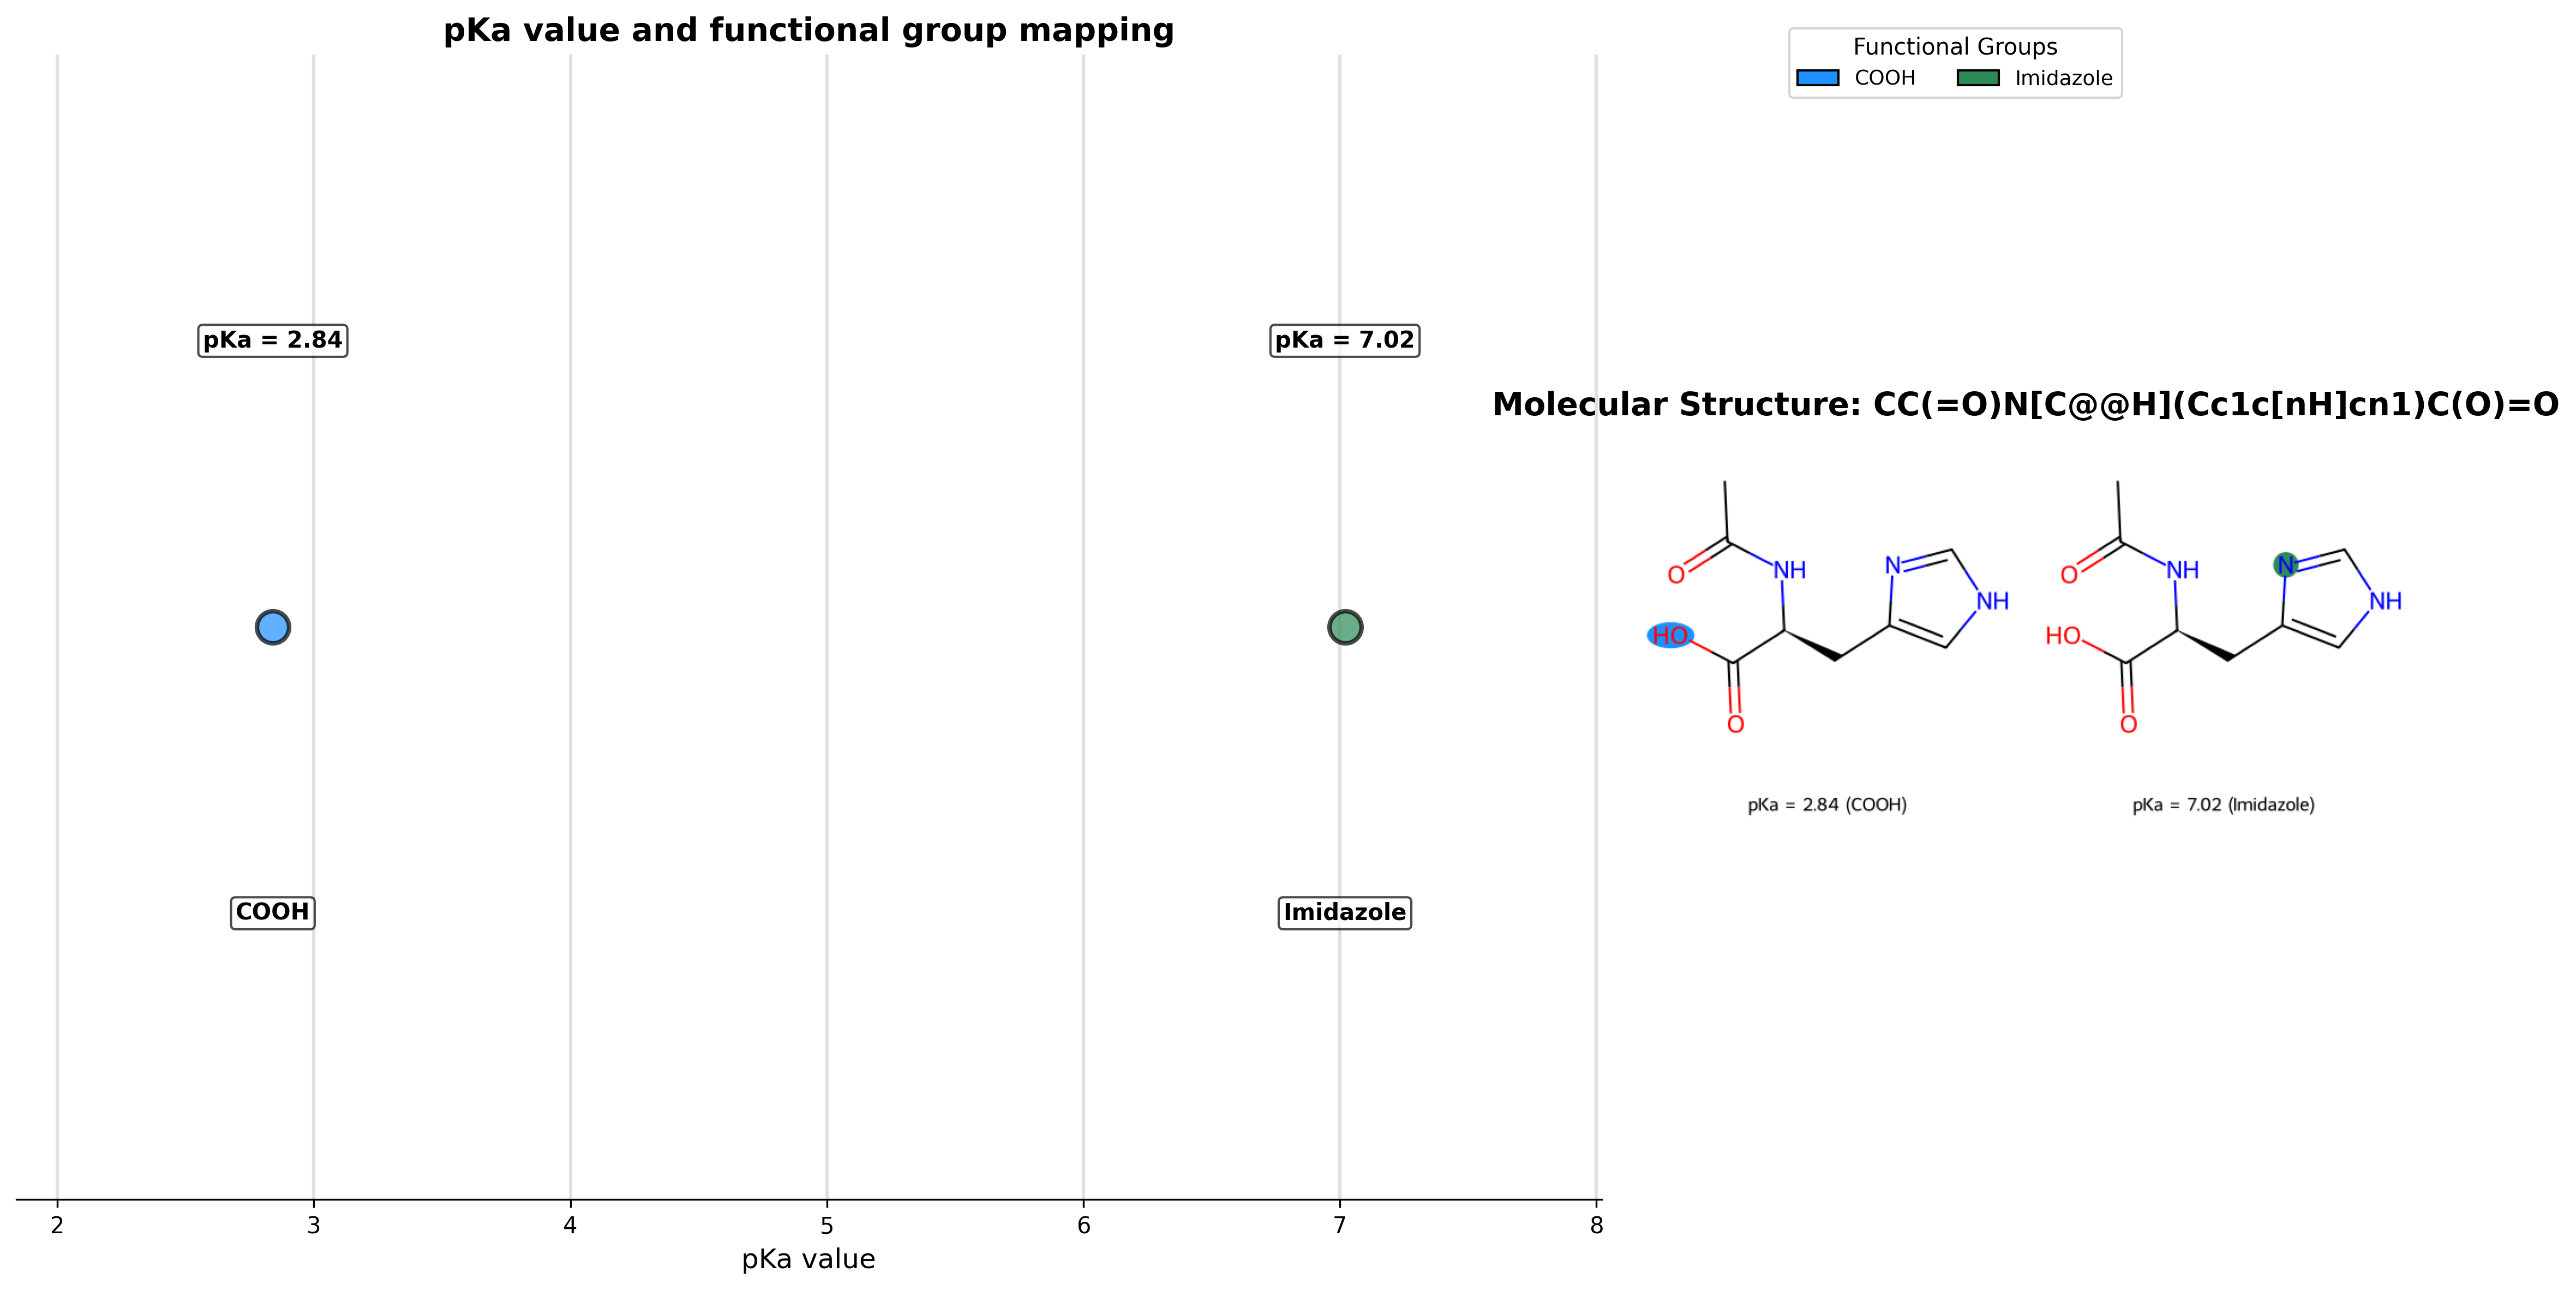 pKa value and functional group mapping
pKa = 2.84
pKa = 7.02
COOH
Imidazole
2
3
4
5
6
7
8
pKa value
Functional Groups
COOH
Imidazole
Molecular Structure: CC(=O)N[C@@H](Cc1c[nH]cn1)C(O)=O
O
NH
N
NH
HO
O
pKa = 2.84 (COOH)
O
NH
N
NH
HO
O
pKa = 7.02 (Imidazole)